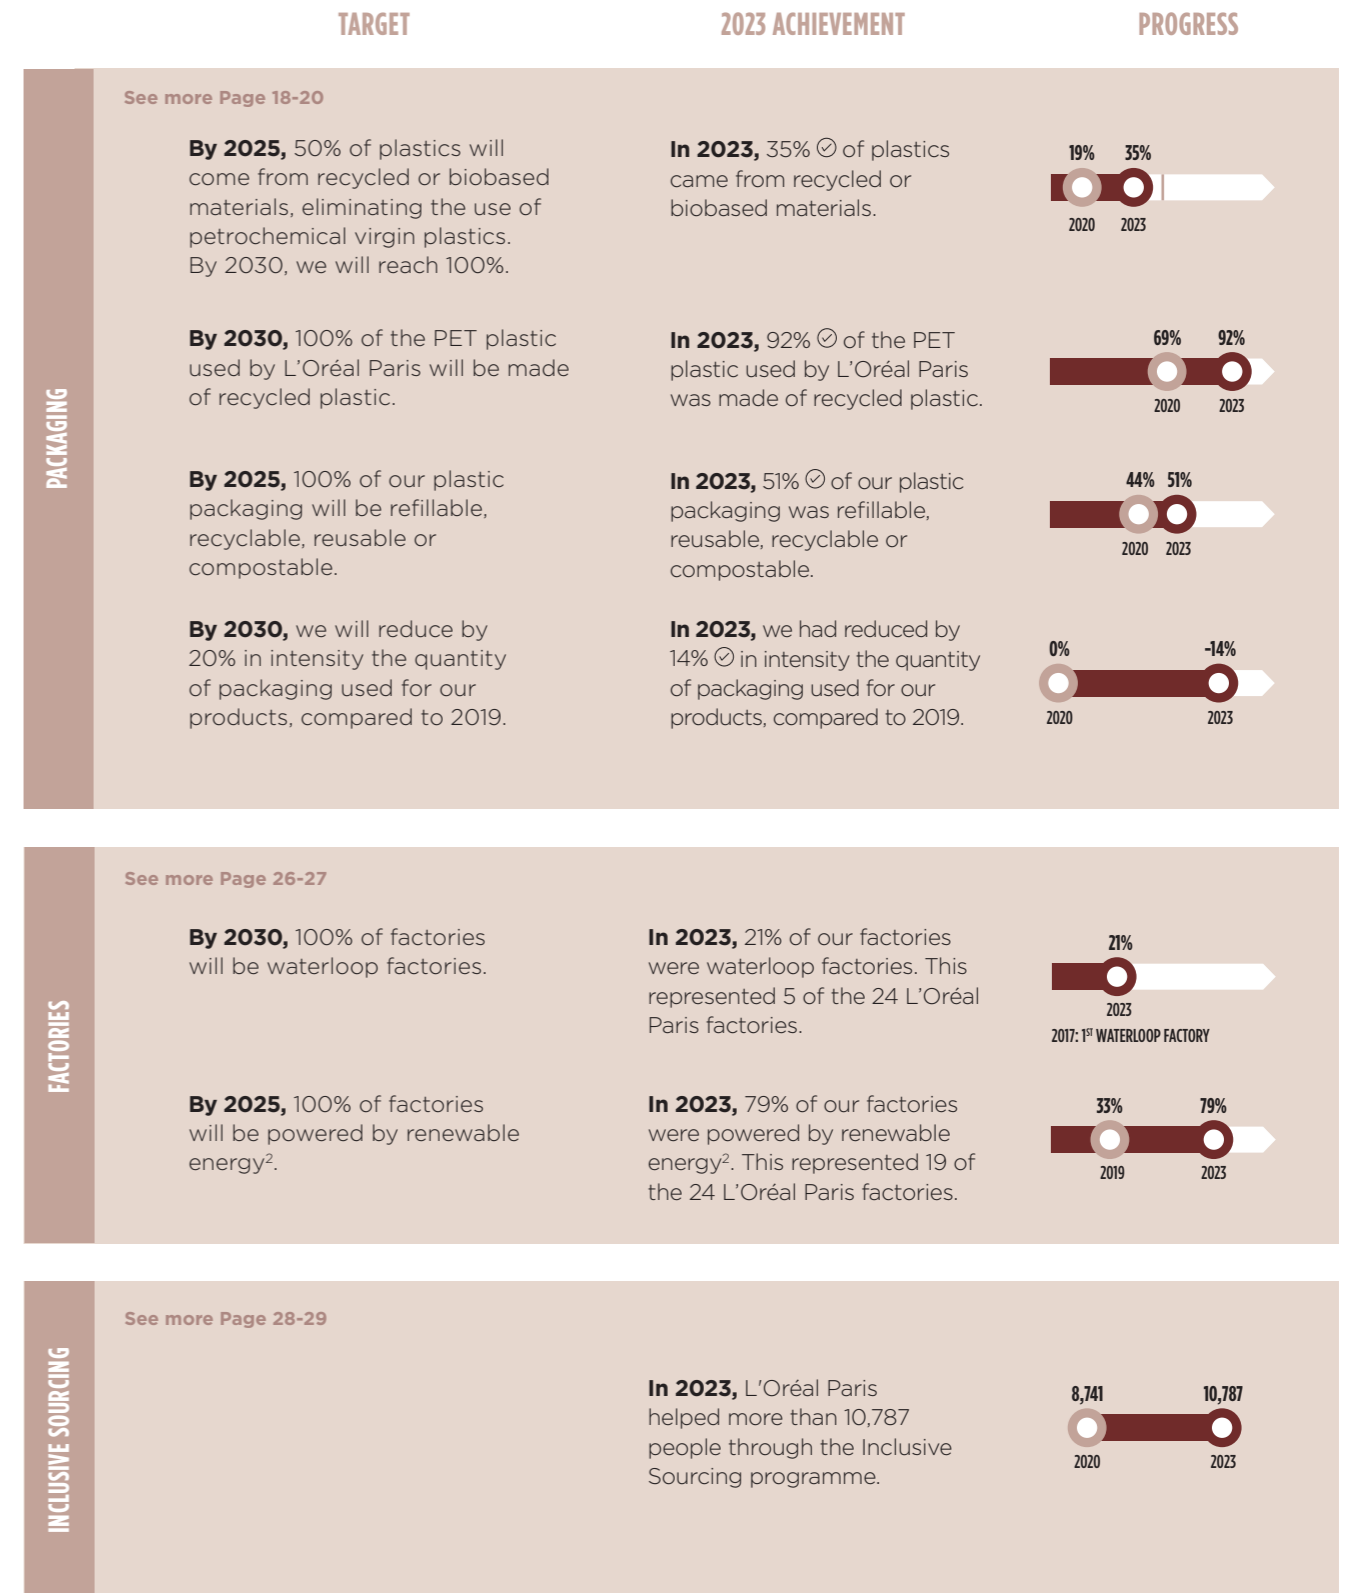 TARGET
2023 ACHIEVEMENT
PROGRESS
PACKAGING
See more Page 18-20
By 2025, 50% of plastics will
come from recycled or biobased
materials, eliminating the use of
petrochemical virgin plastics.
By 2030, we will reach 100%.
In 2023, 35% of plastics
came from recycled or
biobased materials.
19% 35%
2020 2023
By 2030, 100% of the PET plastic
used by L’Oréal Paris will be made
of recycled plastic.
In 2023, 92% of the PET
plastic used by L’Oréal Paris
was made of recycled plastic.
69% 92%
2020 2023
By 2025, 100% of our plastic
packaging will be refillable,
recyclable, reusable or
compostable.
In 2023, 51% of our plastic
packaging was refillable,
reusable, recyclable or
compostable.
44% 51%
2020 2023
By 2030, we will reduce by
20% in intensity the quantity
of packaging used for our
products, compared to 2019.
In 2023, we had reduced by
14% in intensity the quantity
of packaging used for our
products, compared to 2019.
0% -14%
2020 2023
FACTORIES
See more Page 26-27
By 2030, 100% of factories
will be waterloop factories.
In 2023, 21% of our factories
were waterloop factories. This
represented 5 of the 24 L’Oréal
Paris factories.
21%
2023
2017: 1ST WATERLOOP FACTORY
By 2025, 100% of factories
will be powered by renewable
energy².
In 2023, 79% of our factories
were powered by renewable
energy². This represented 19 of
the 24 L’Oréal Paris factories.
33% 79%
2019 2023
INCLUSIVE SOURCING
See more Page 28-29
In 2023, L'Oréal Paris
helped more than 10,787
people through the Inclusive
Sourcing programme.
8,741 10,787
2020 2023